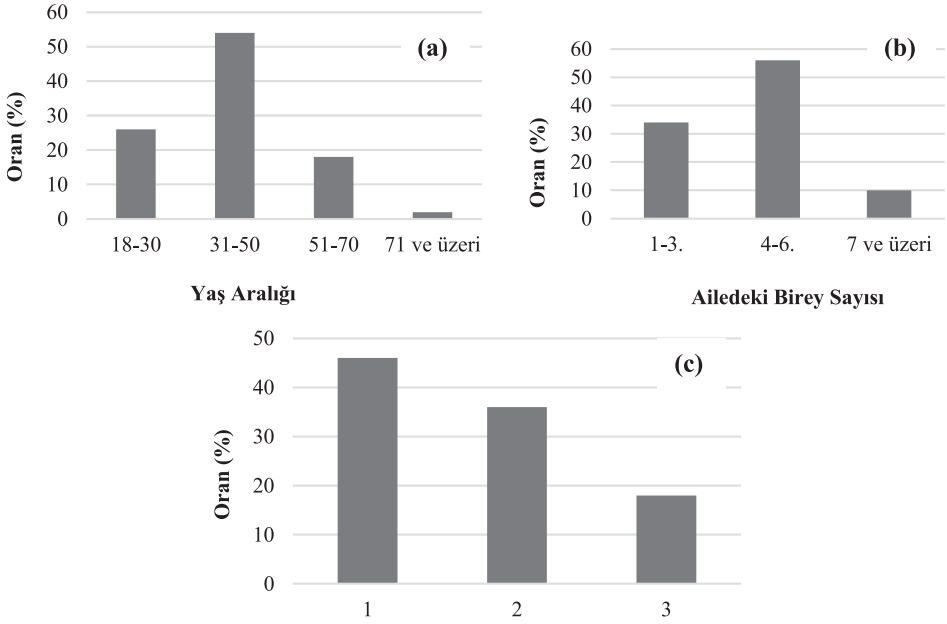 60
50
40
30
20
10
0
Oran (%)
(a)
18-30 31-50 51-70 71 ve üzeri
Yaş Aralığı
60
50
40
30
20
10
0
Oran (%)
(b)
1-3. 4-6. 7 ve üzeri
Ailedeki Birey Sayısı
50
40
30
20
10
0
Oran (%)
(c)
1 2 3